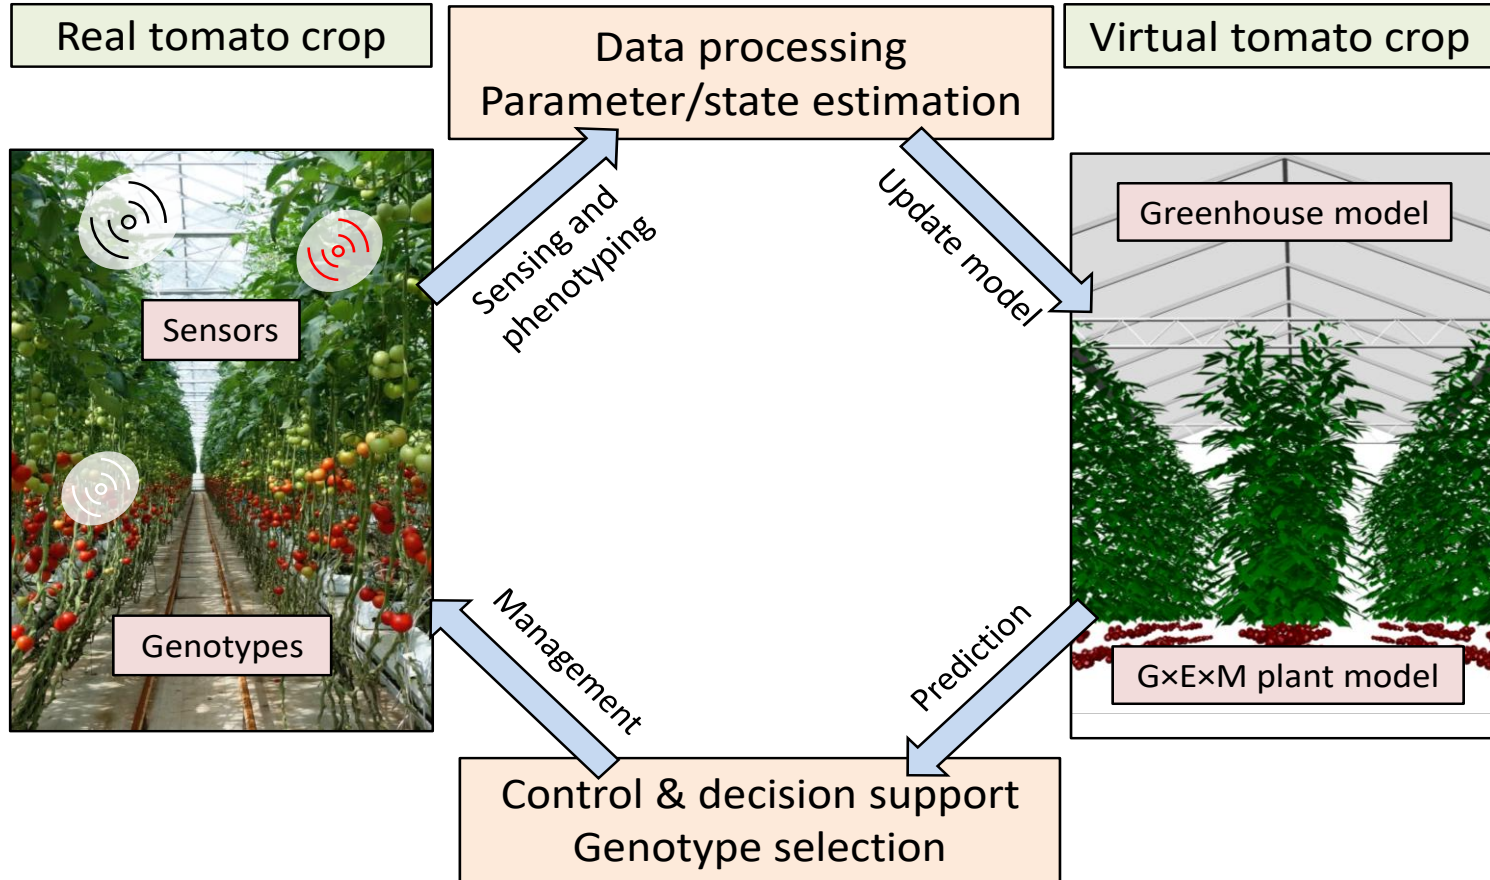 Real tomato crop
Data processing
Parameter/state estimation
Virtual tomato crop
Sensing and
phenotyping
Update model
Greenhouse model
Sensors
Genotypes
Management
Prediction
G×E×M plant model
Control & decision support
Genotype selection